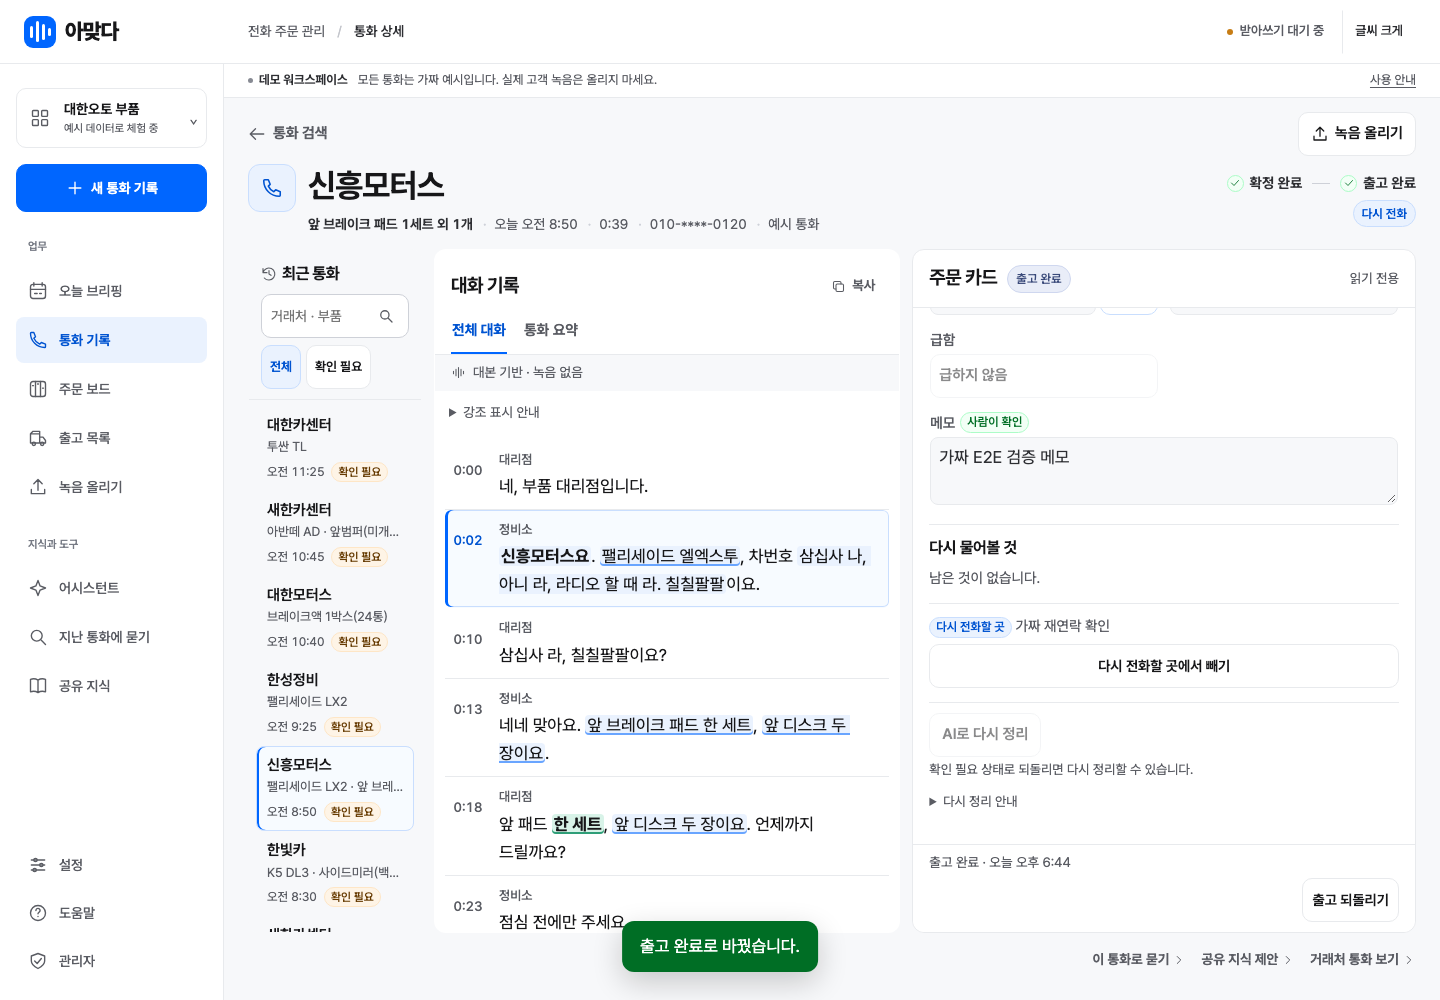 아맞다
전화 주문 관리 / 통화 상세
받아쓰기 대기 중
글씨 크게
대한오토 부품
예시 데이터로 체험 중
새 통화 기록
업무
오늘 브리핑
통화 기록
주문 보드
출고 목록
녹음 올리기
지식과 도구
어시스턴트
지난 통화에 묻기
공유 지식
설정
도움말
관리자
데모 워크스페이스 모든 통화는 가짜 예시입니다. 실제 고객 녹음은 올리지 마세요.
사용 안내
통화 검색
녹음 올리기
신흥모터스
앞 브레이크 패드 1세트 외 1개 · 오늘 오전 8:50 · 0:39 · 010-****-0120 · 예시 통화
확정 완료 — 출고 완료
다시 전화
최근 통화
거래처 · 부품
전체
확인 필요
대한카센터
투싼 TL
오전 11:25 확인 필요
새한카센터
아반떼 AD · 앞범퍼(미개...
오전 10:45 확인 필요
대한모터스
브레이크액 1박스(24통)
오전 10:40 확인 필요
한성정비
팰리세이드 LX2
오전 9:25 확인 필요
신흥모터스
팰리세이드 LX2 · 앞 브레...
오전 8:50 확인 필요
한빛카
K5 DL3 · 사이드미러(백...
오전 8:30 확인 필요
대화 기록
복사
전체 대화
통화 요약
대본 기반 · 녹음 없음
▶ 강조 표시 안내
0:00
대리점
네, 부품 대리점입니다.
0:02
정비소
신흥모터스요. 팰리세이드 엘엑스투, 차번호 삼십사 나,
아니 라, 라디오 할 때 라. 칠칠팔팔이요.
0:10
대리점
삼십사 라, 칠칠팔팔이요?
0:13
정비소
네네 맞아요. 앞 브레이크 패드 한 세트, 앞 디스크 두
장이요.
0:18
대리점
앞 패드 한 세트, 앞 디스크 두 장이요. 언제까지
드릴까요?
0:23
정비소
점심 전에만 주세요
주문 카드
출고 완료
읽기 전용
급함
급하지 않음
메모 사람이 확인
가짜 E2E 검증 메모
다시 물어볼 것
남은 것이 없습니다.
다시 전화할 곳 가짜 재연락 확인
다시 전화할 곳에서 빼기
AI로 다시 정리
확인 필요 상태로 되돌리면 다시 정리할 수 있습니다.
▶ 다시 정리 안내
출고 완료 · 오늘 오후 6:44
출고 되돌리기
출고 완료로 바꿨습니다.
이 통화로 묻기
공유 지식 제안
거래처 통화 보기